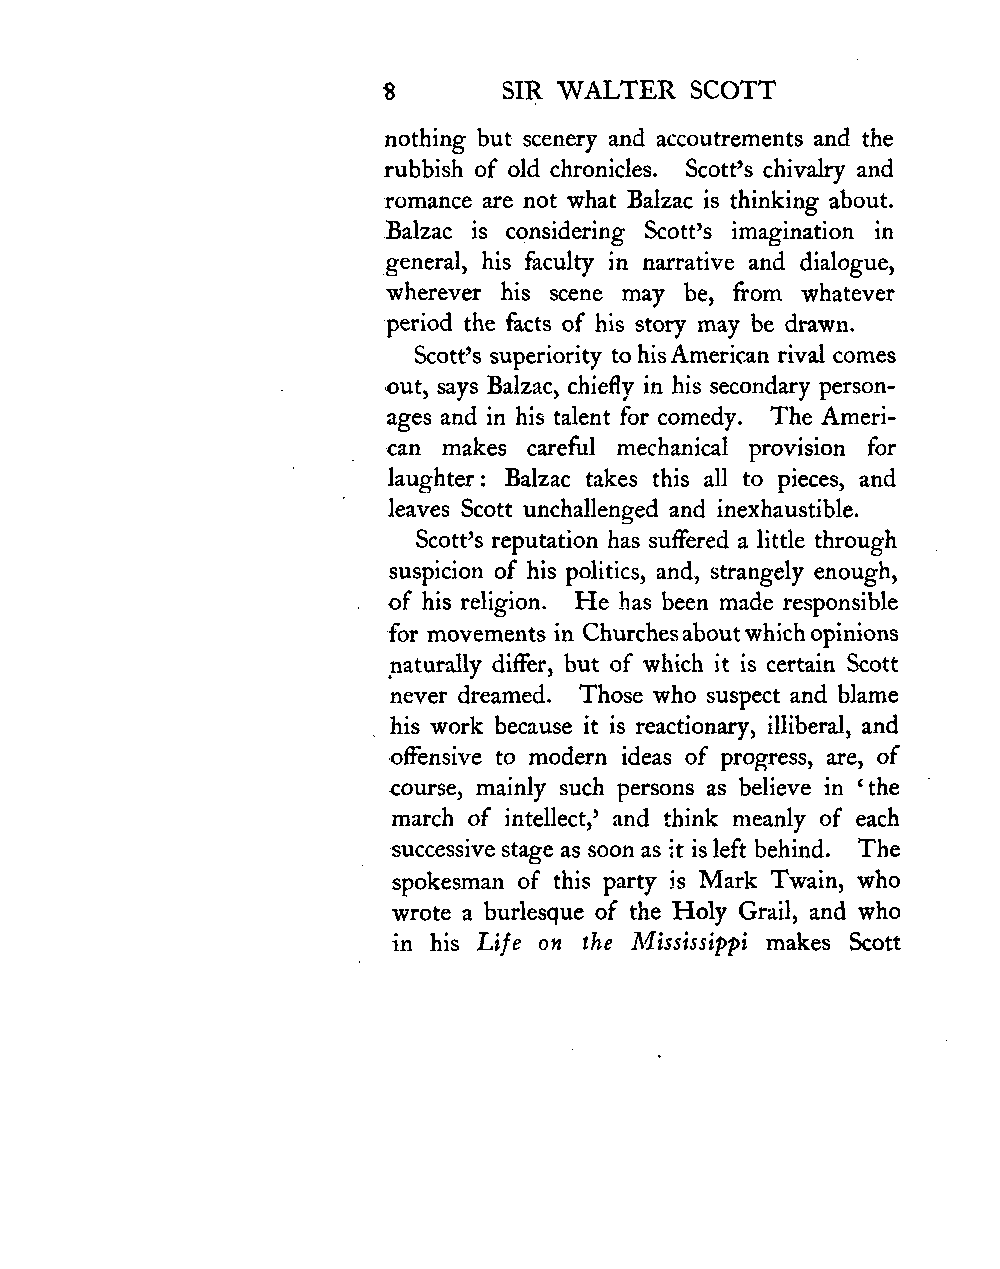 8 SIR WALTER SCOTT
nothing but scenery and accoutrements and the
rubbish of old chronicles. Scott's chivalry and
romance are not what Balzac is thinking about.
Balzac is considering Scott's imagination in
general, his faculty in narrative and dialogue,
wherever his scene may be, from whatever
period the facts of his story may be drawn.
Scott's superiority to his American rival comes
out, says Balzac, chiefly in his secondary person-
ages and in his talent for comedy. The Ameri-
can makes careful mechanical provision for
laughter: Balzac takes this all to pieces, and
leaves Scott unchallenged and inexhaustible.
Scott's reputation has suffered a little through
suspicion of his politics, and, strangely enough,
of his religion. He has been made responsible
for movements in Churches about which opinions
naturally differ, but of which it is certain Scott
never dreamed. Those who suspect and blame
his work because it is reactionary, illiberal, and
offensive to modern ideas of progress, are, of
course, mainly such persons as believe in ‘the
march of intellect,’ and think meanly of each
successive stage as soon as it is left behind. The
spokesman of this party is Mark Twain, who
wrote a burlesque of the Holy Grail, and who
in his Life on the Mississippi makes Scott